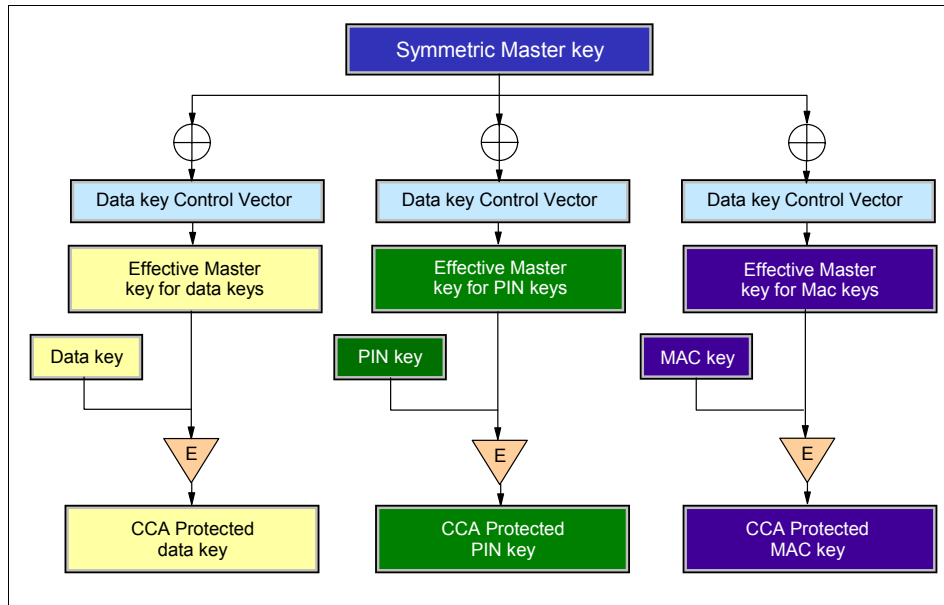 Symmetric Master key
Data key Control Vector
Data key Control Vector
Data key Control Vector
Effective Master
key for data keys
Effective Master
key for PIN keys
Effective Master
key for Mac keys
Data key
PIN key
MAC key
E
E
E
CCA Protected
data key
CCA Protected
PIN key
CCA Protected
MAC key